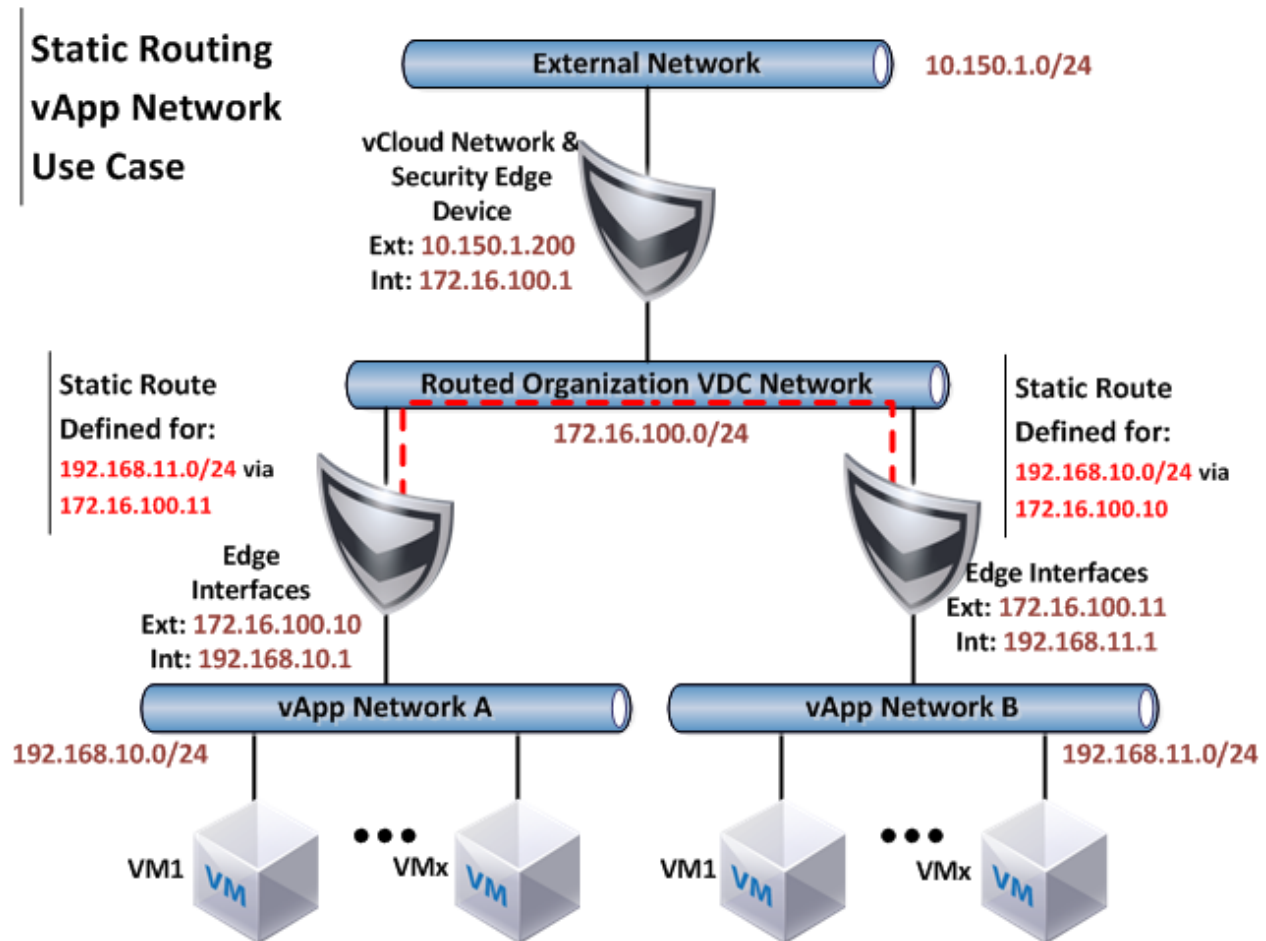 Static Routing
vApp Network
Use Case
External Network
10.150.1.0/24
vCloud Network &
Security Edge
Device
Ext: 10.150.1.200
Int: 172.16.100.1
Routed Organization VDC Network
172.16.100.0/24
Static Route
Defined for:
192.168.11.0/24 via
172.16.100.11
Static Route
Defined for:
192.168.10.0/24 via
172.16.100.10
Edge
Interfaces
Ext: 172.16.100.10
Int: 192.168.10.1
Edge Interfaces
Ext: 172.16.100.11
Int: 192.168.11.1
vApp Network A
192.168.10.0/24
vApp Network B
192.168.11.0/24
VM1
VM
VMx
VM
VM1
VM
VMx
VM